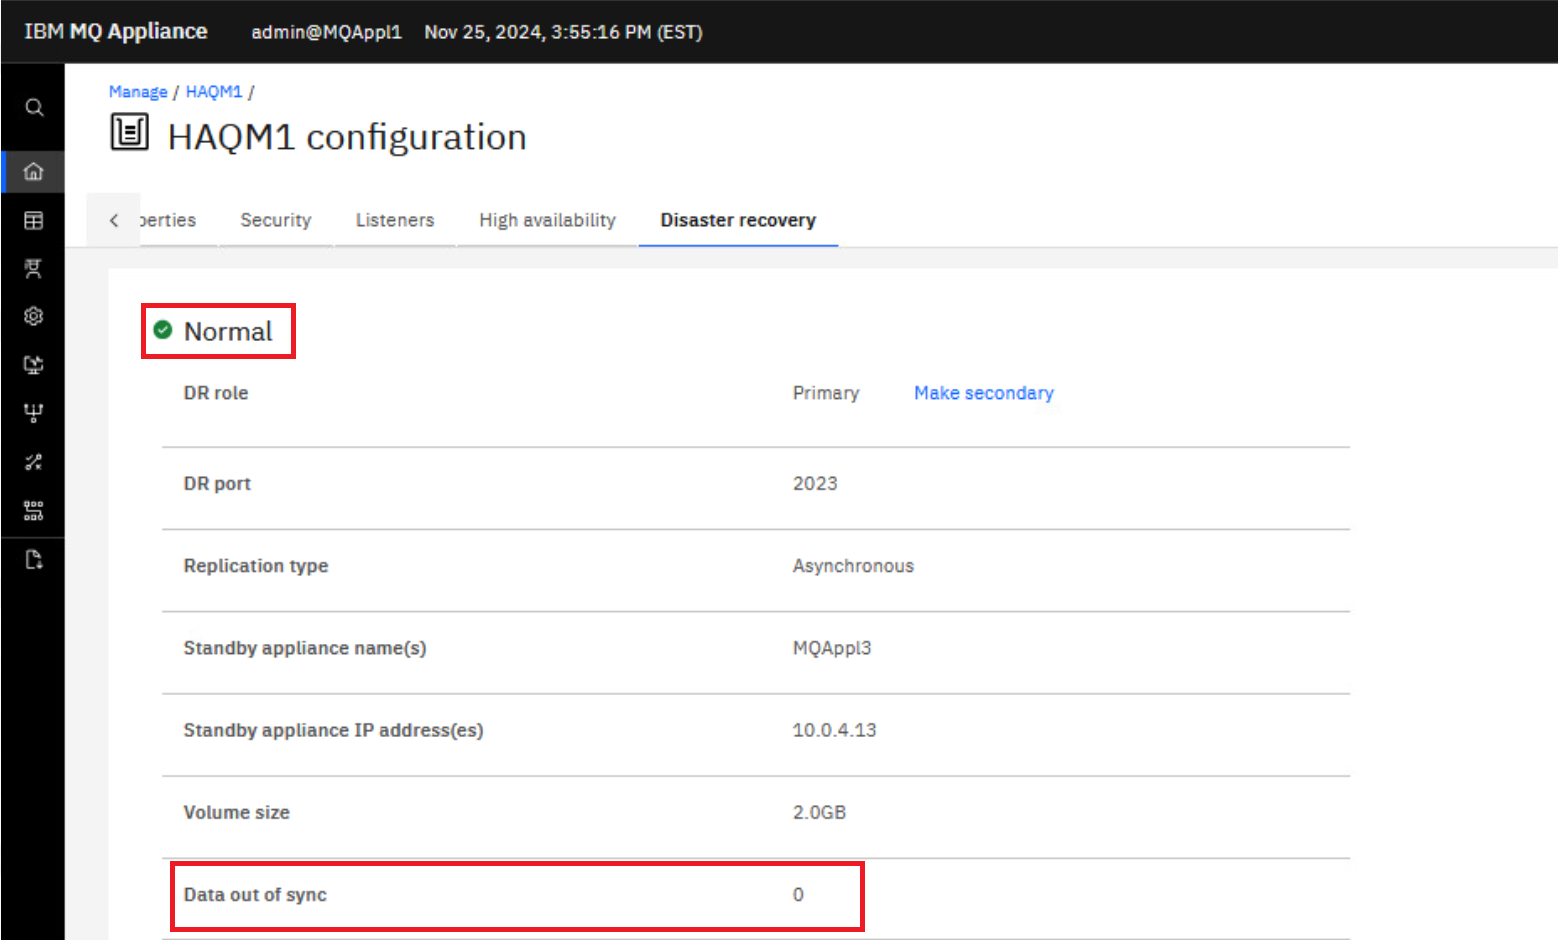 IBM MQ Appliance admin@MQAppl1 Nov 25, 2024, 3:55:16 PM (EST)
Manage / HAQM1 /
HAQM1 configuration
perties Security Listeners High availability Disaster recovery
Normal
DR role Primary Make secondary
DR port 2023
Replication type Asynchronous
Standby appliance name(s) MQAppl3
Standby appliance IP address(es) 10.0.4.13
Volume size 2.0GB
Data out of sync 0